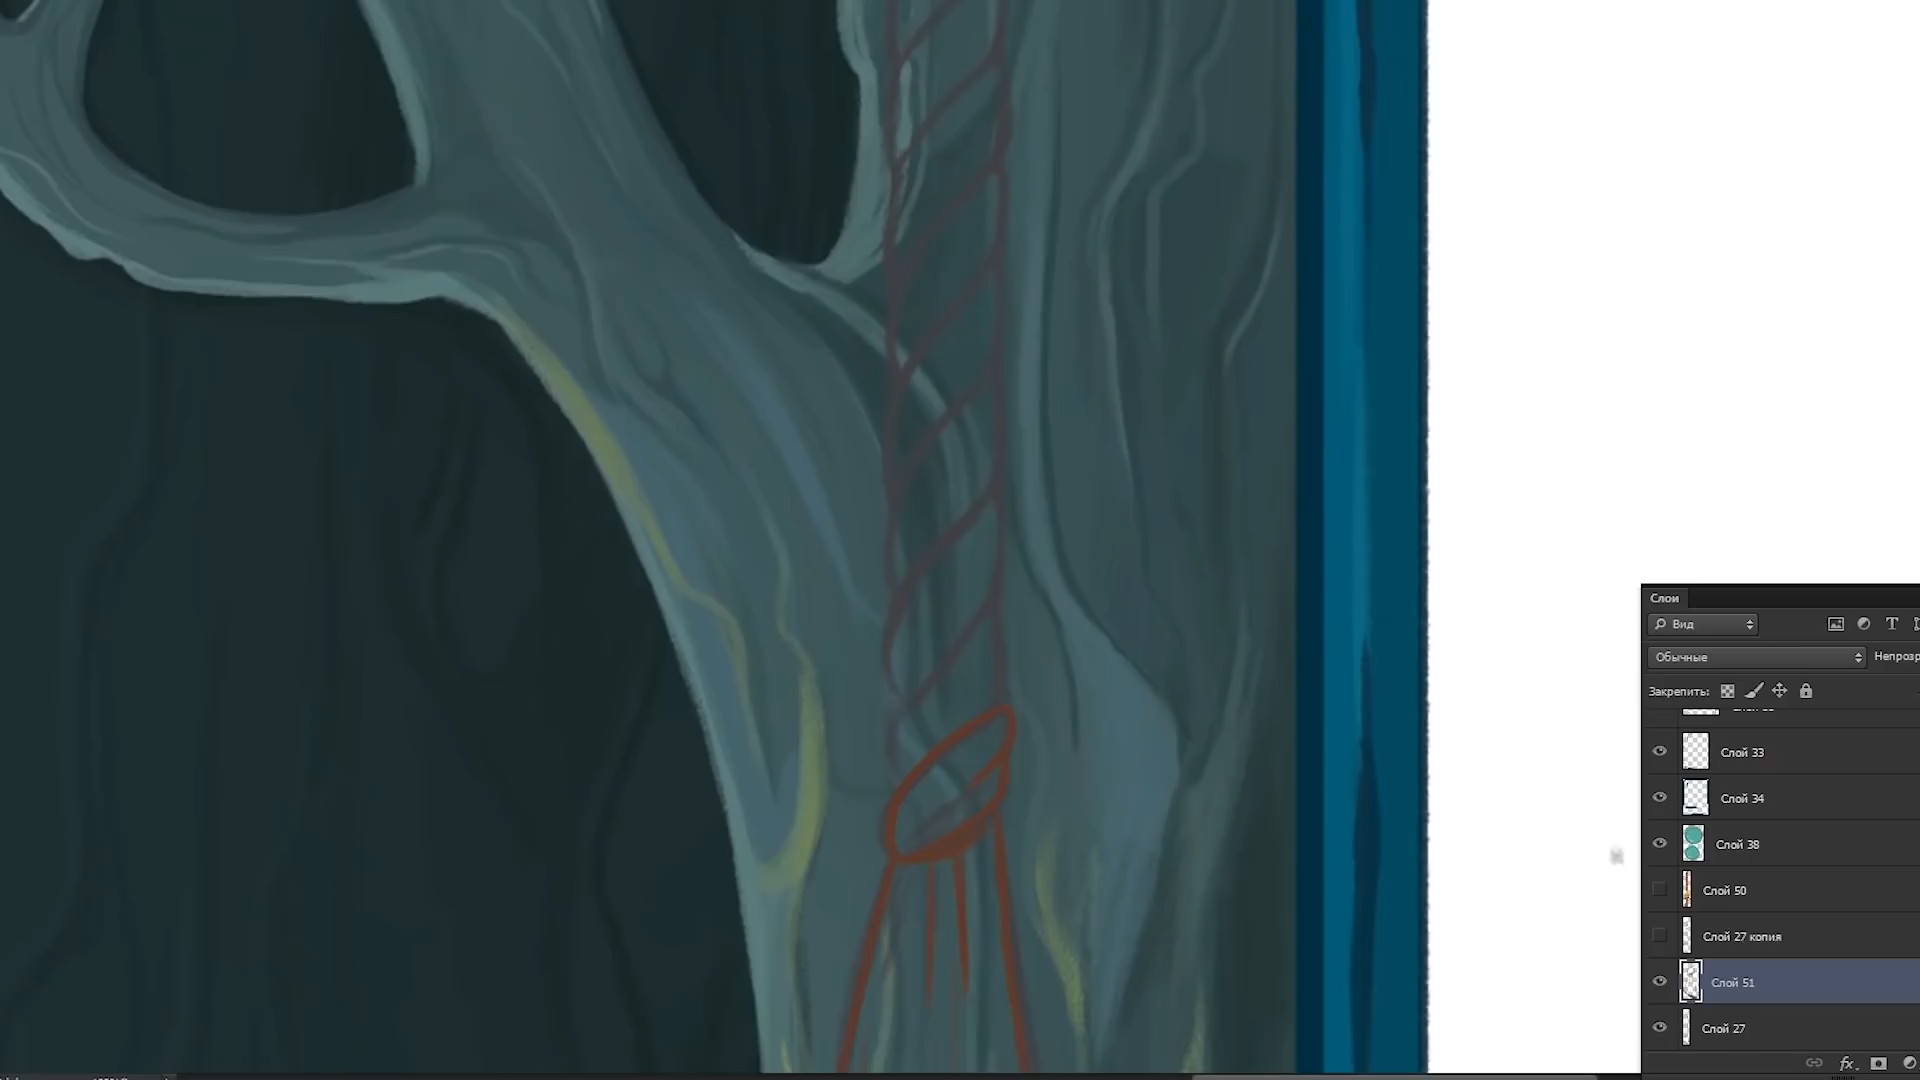 Слои
Вид
Обычные
Непрозр
Закрепить:
Слой 33
Слой 34
Слой 38
Слой 50
Слой 27 копия
Слой 51
Слой 27
fx